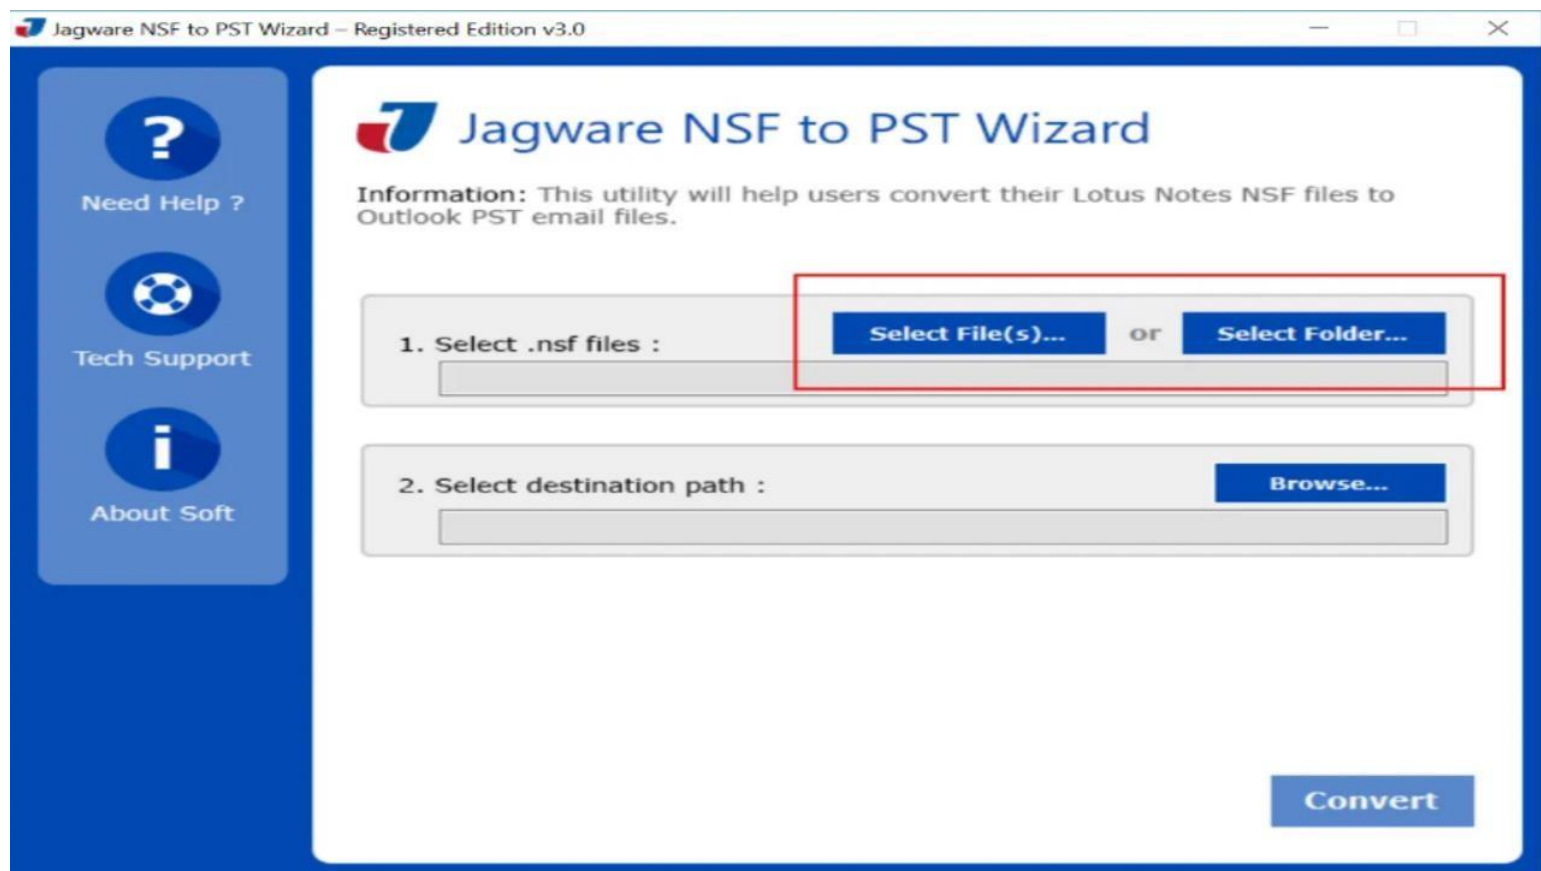 Jagware NSF to PST Wizard – Registered Edition v3.0
Need Help ?
Tech Support
About Soft
Jagware NSF to PST Wizard
Information: This utility will help users convert their Lotus Notes NSF files to
Outlook PST email files.
1. Select .nsf files :
Select File(s)... or Select Folder...
2. Select destination path :
Browse...
Convert